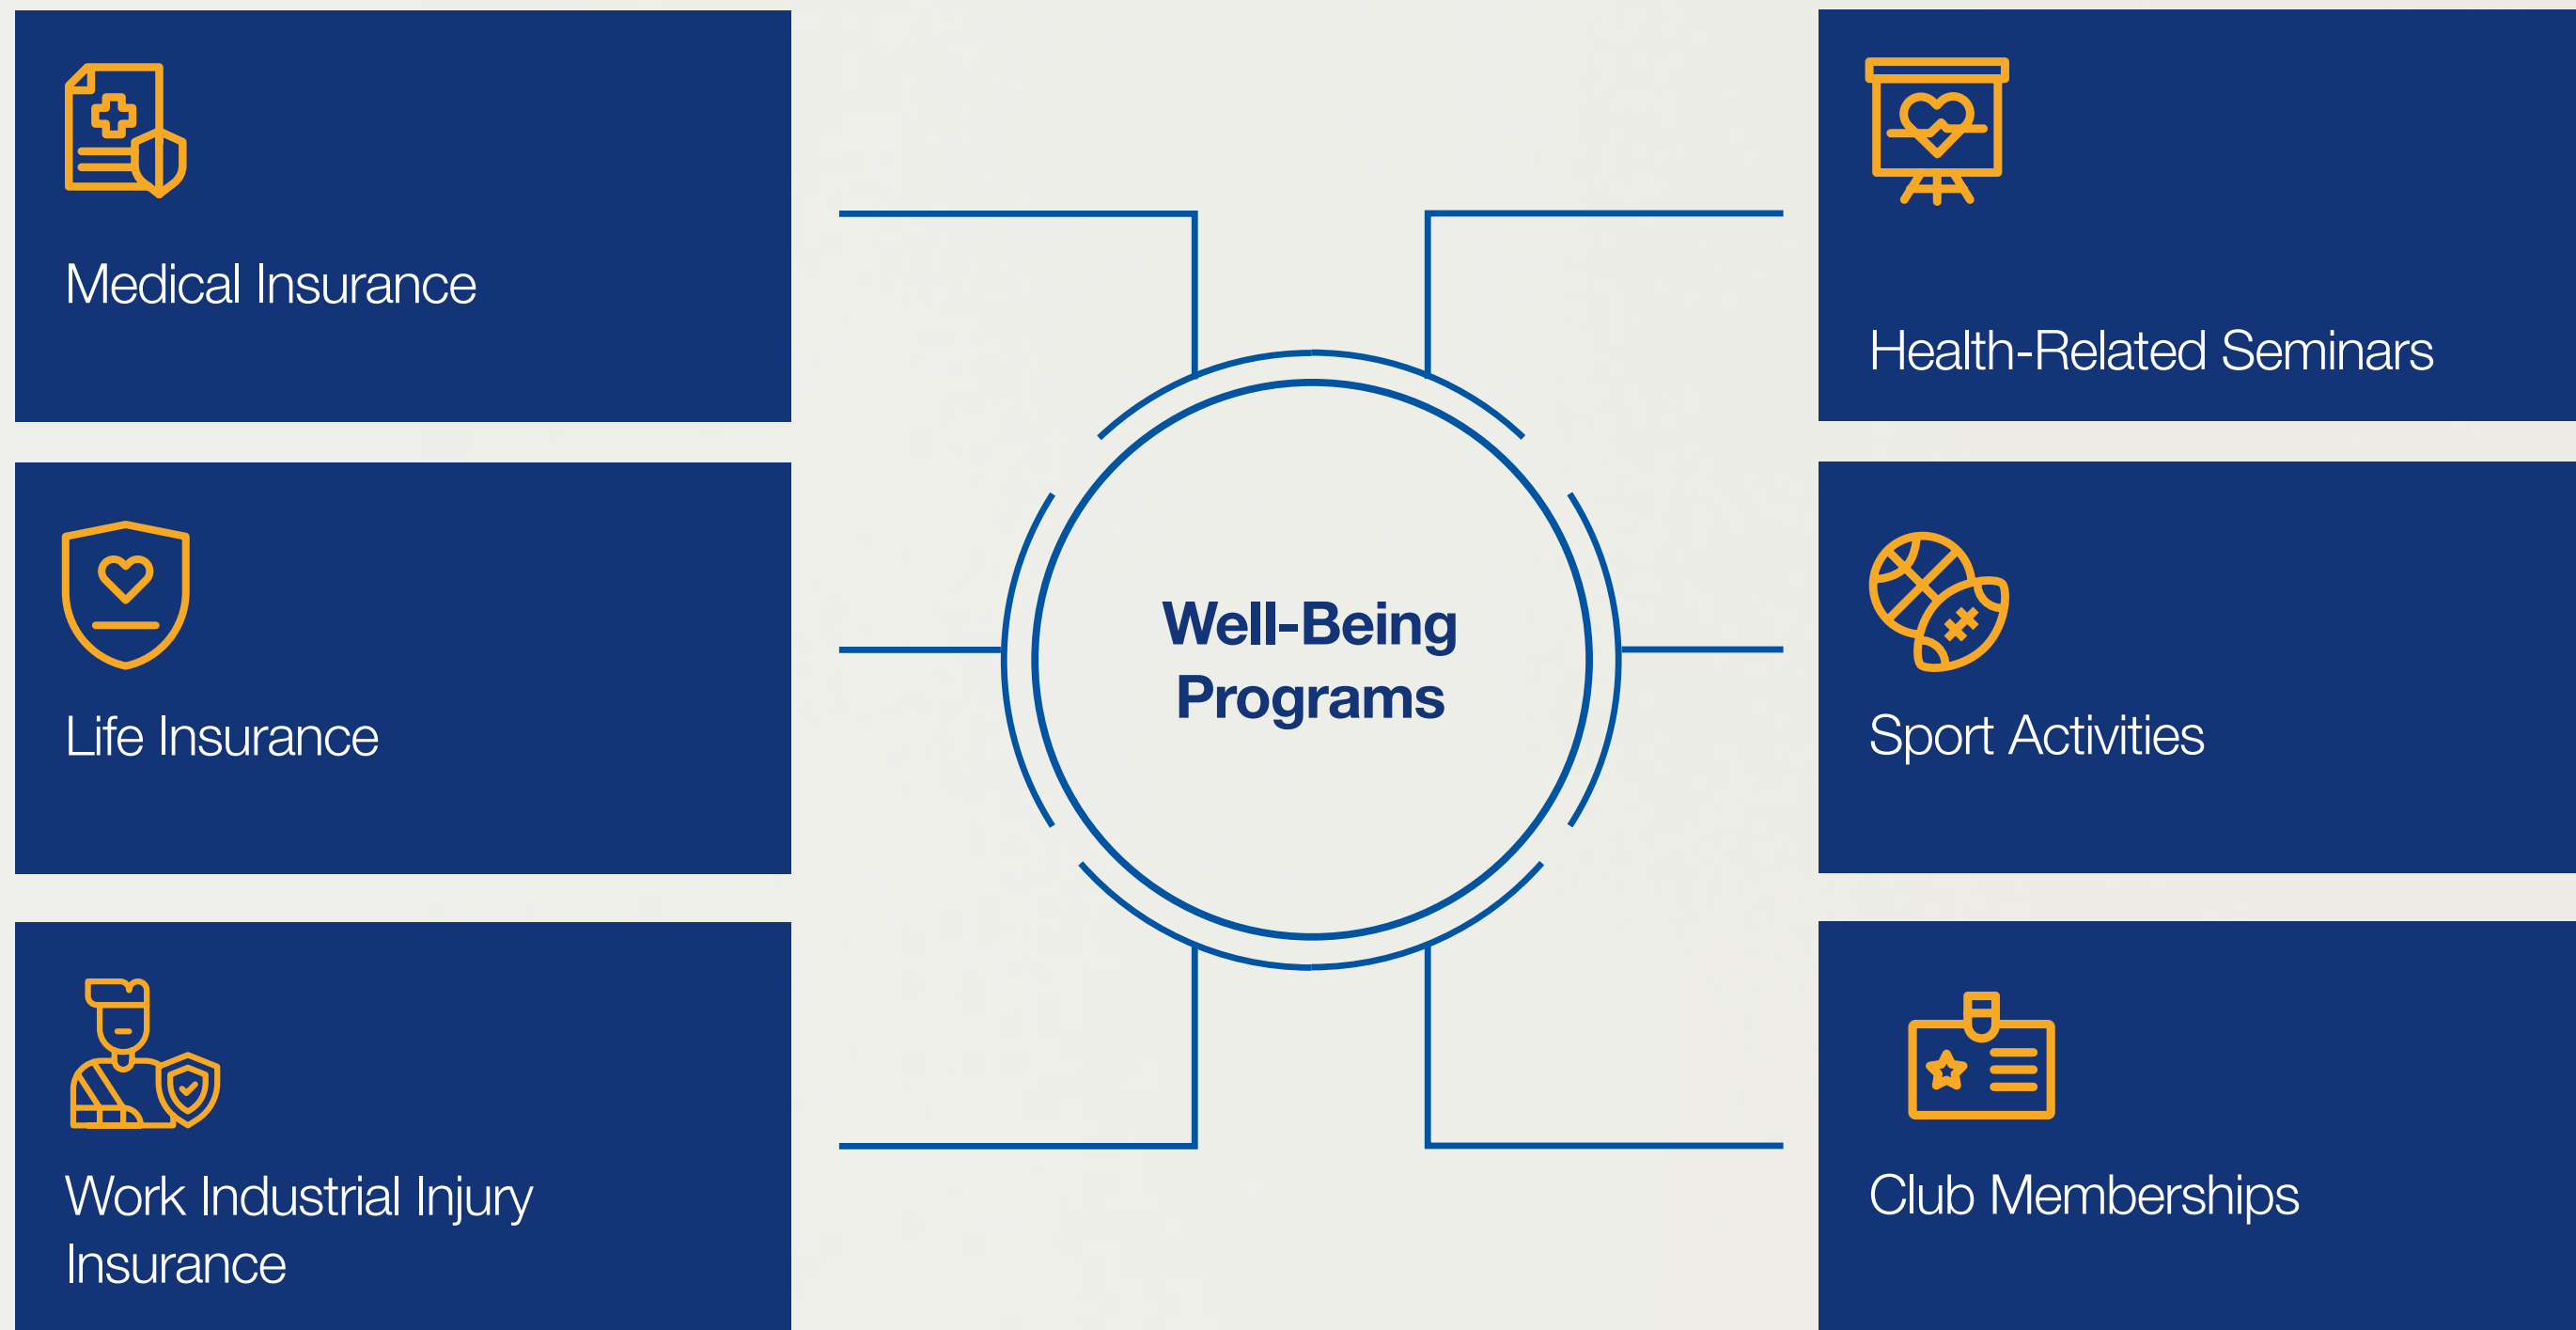 Medical Insurance
Life Insurance
Work Industrial Injury
Insurance
Well-Being
Programs
Health-Related Seminars
Sport Activities
Club Memberships